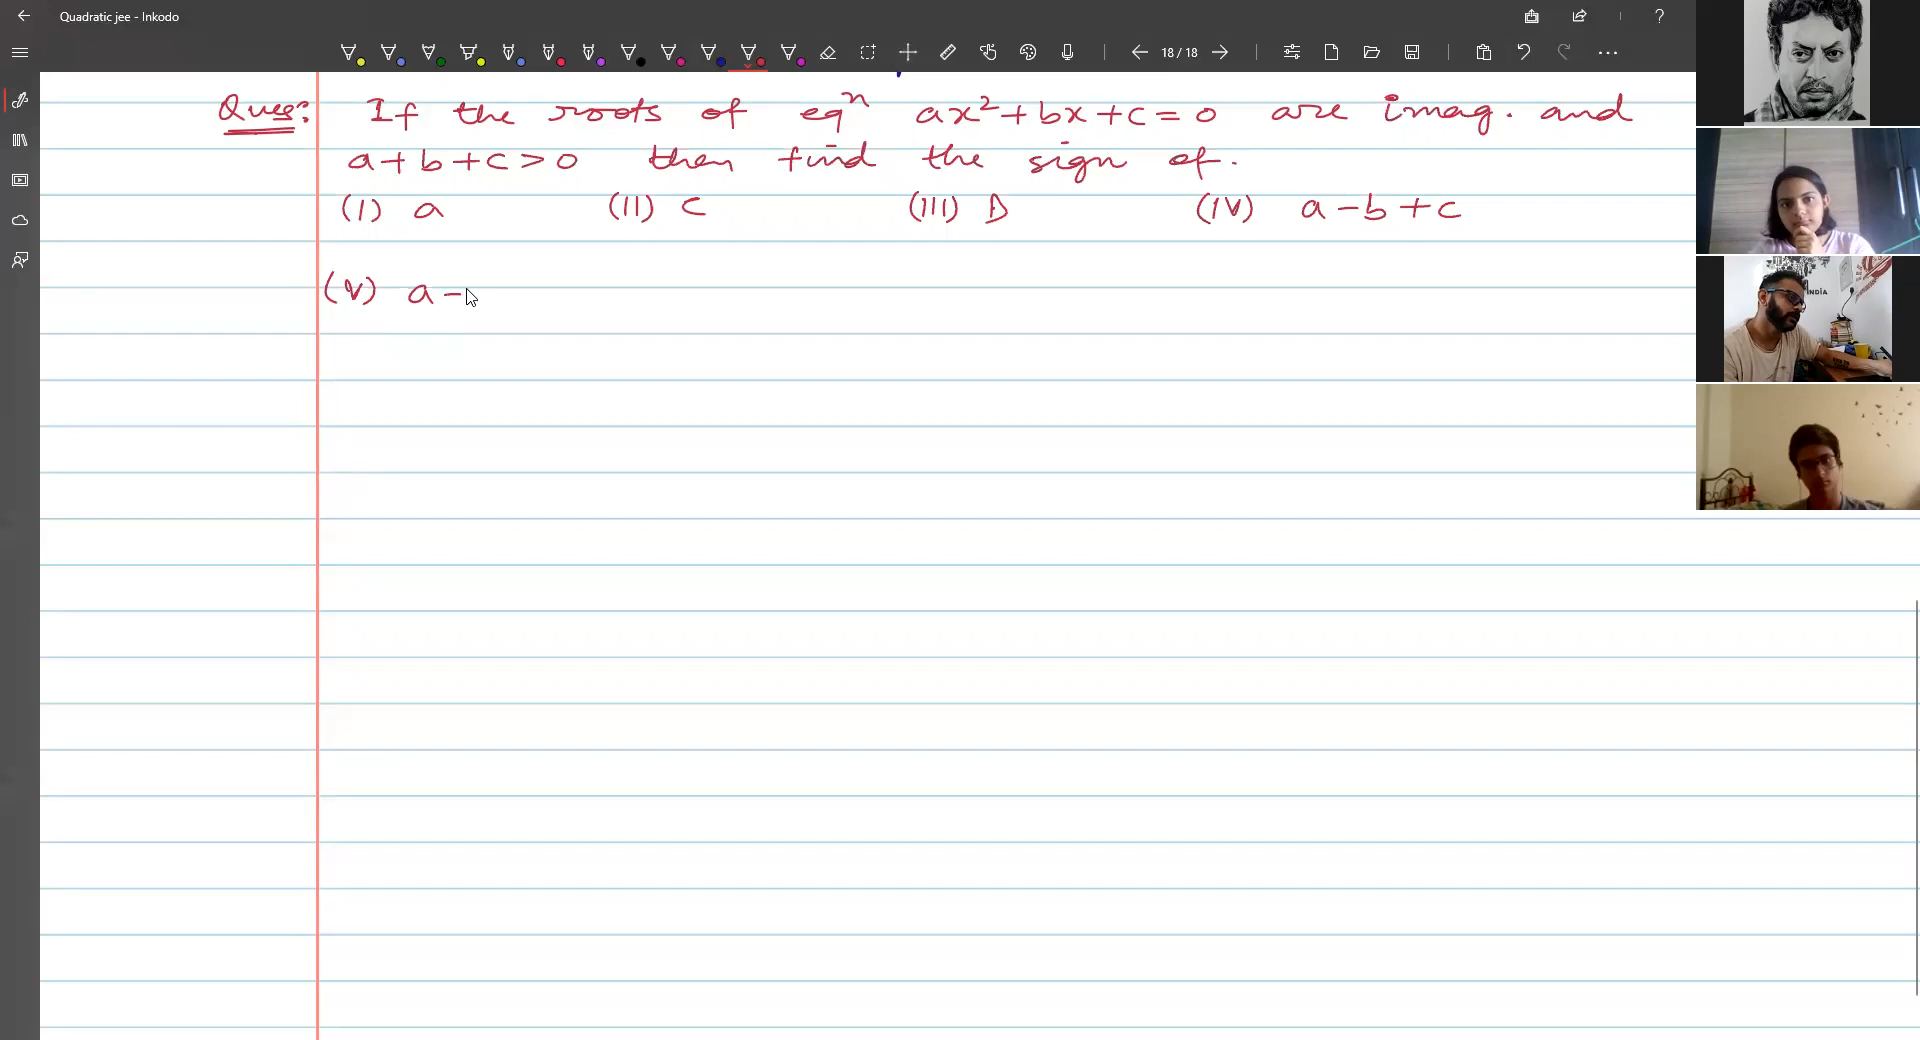 Quadratic jee - Inkodo
18 / 18
Ques: If the roots of eqⁿ ax² + bx + c = 0 are imag. and
a + b + c > 0 then find the sign of.
(I) a (II) c (III) D (IV) a - b + c
(V) a -
INDIA